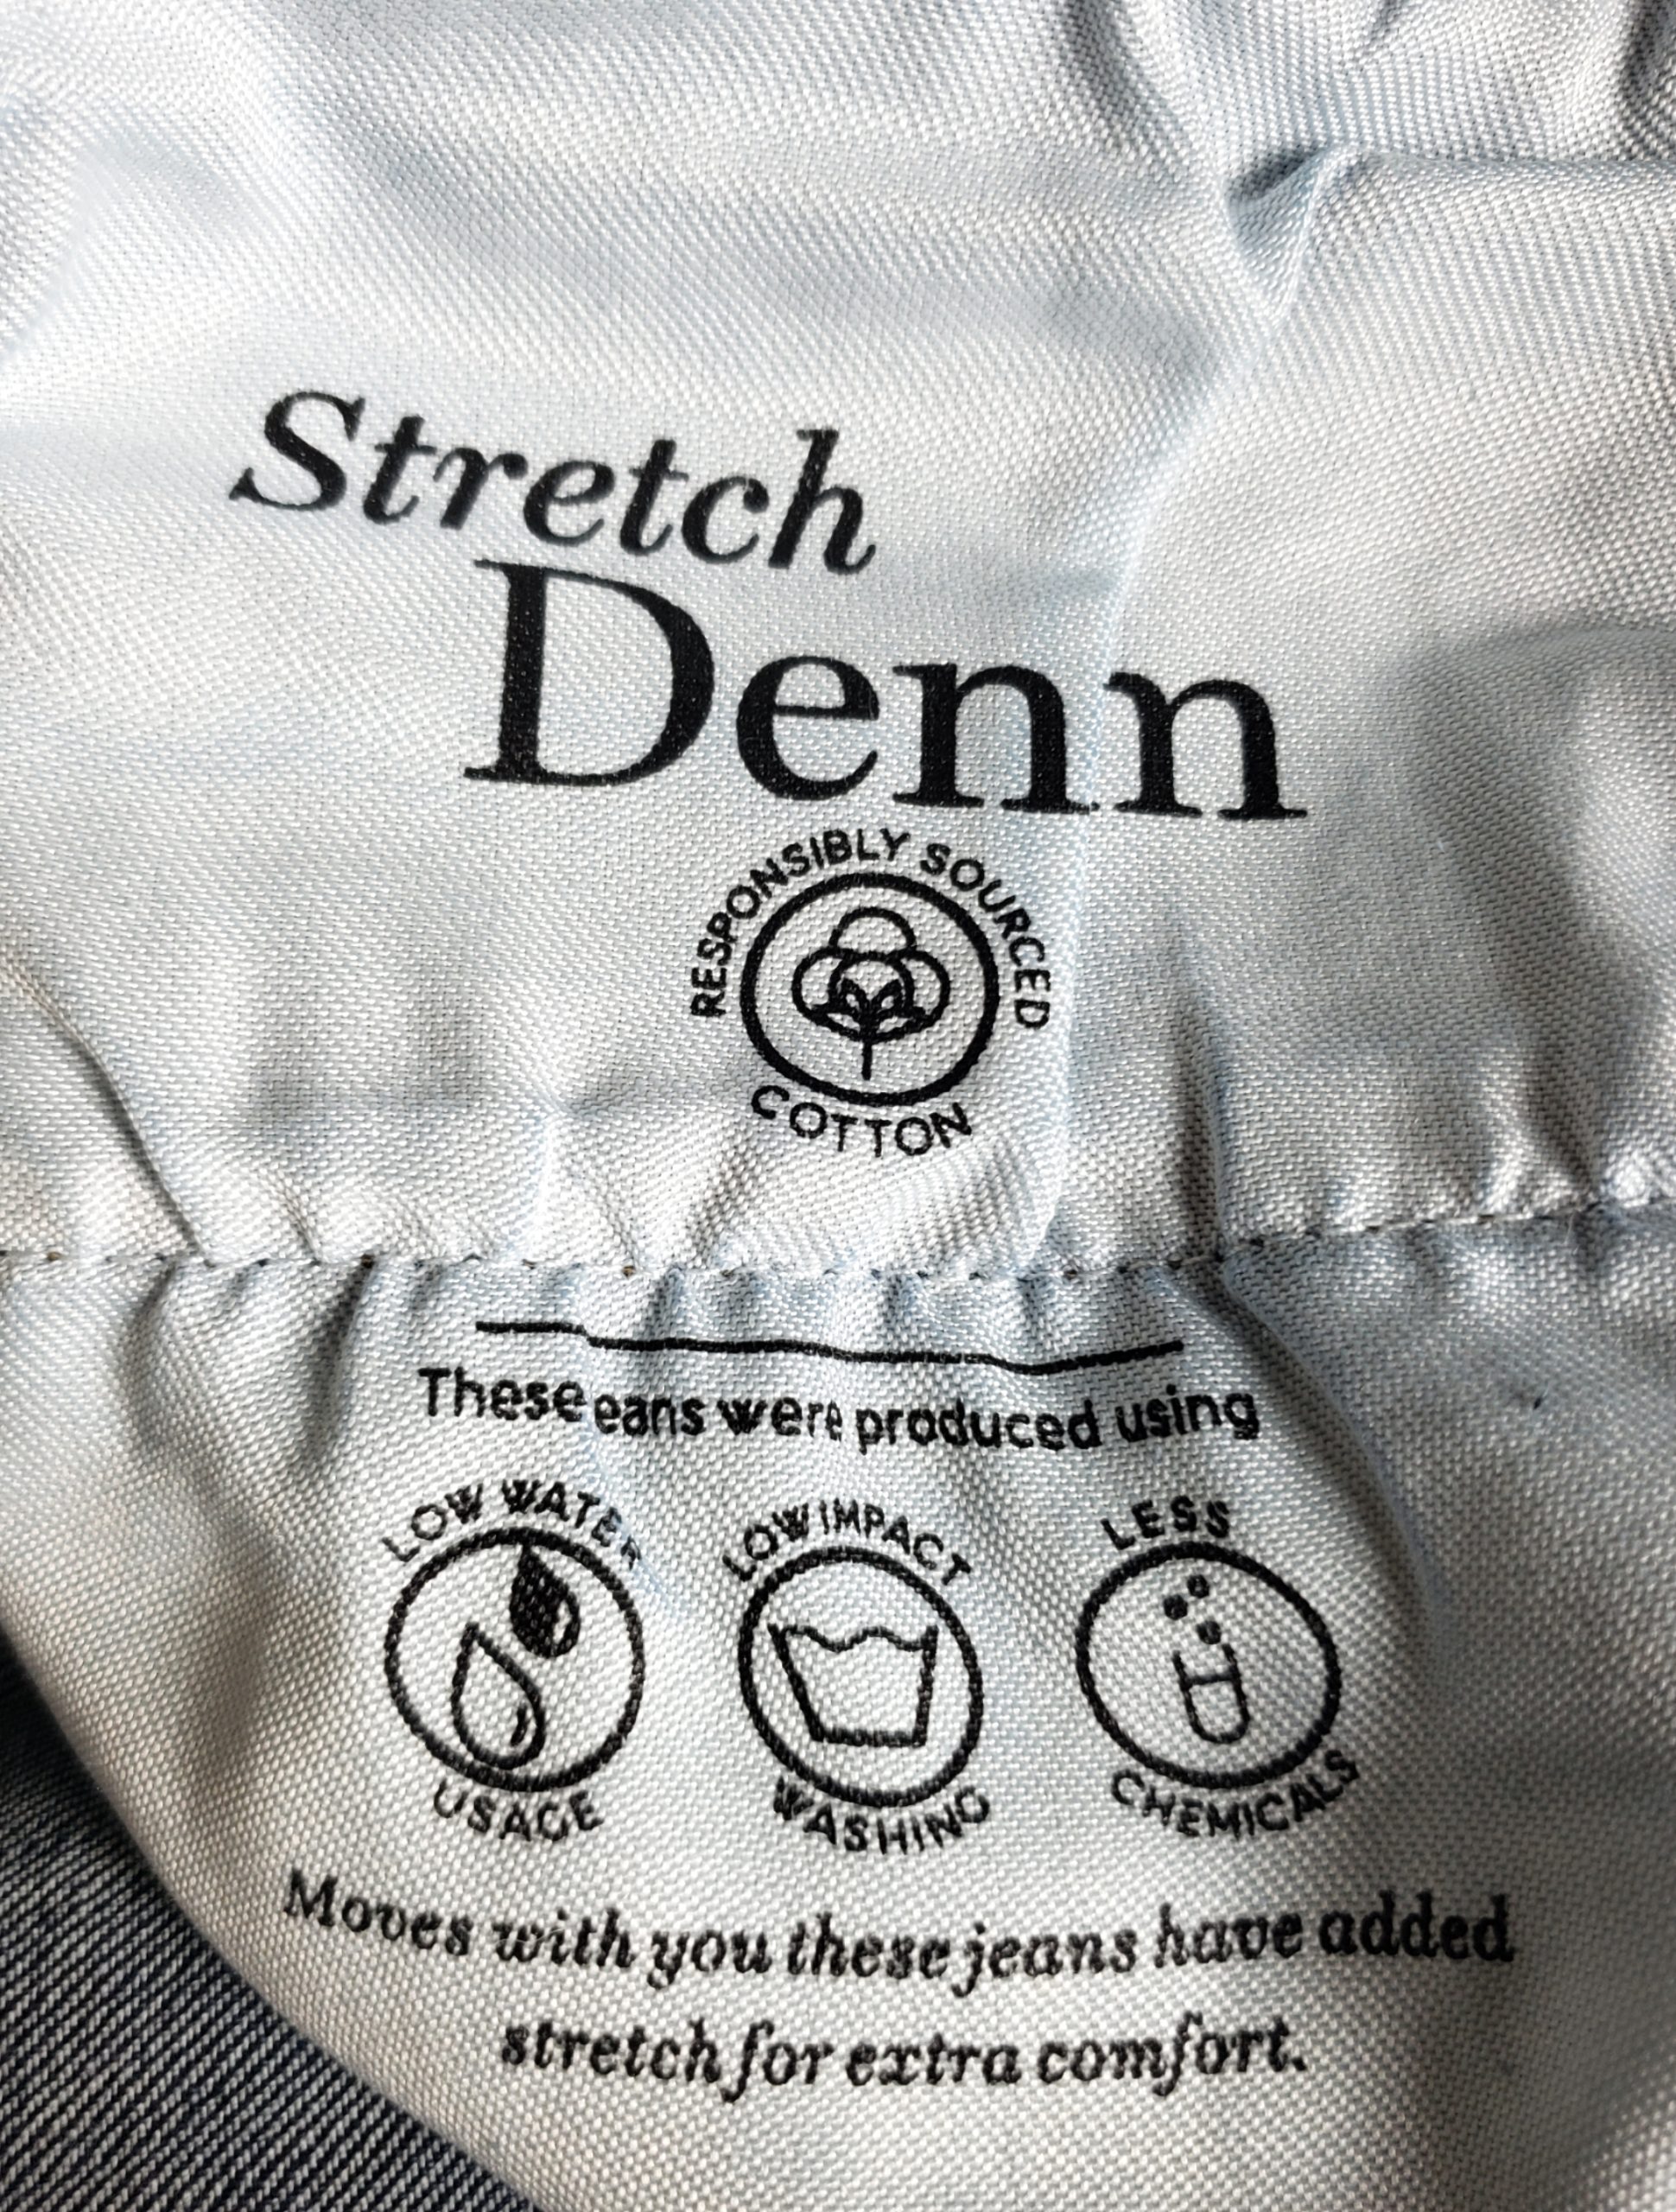 Stretch
Denn
RESPONSIBLY SOURCED
COTTON
These eans were produced using
LOW WATER
USAGE
LOW IMPACT
WASHING
LESS
CHEMICALS
Moves with you these jeans have added
stretch for extra comfort.